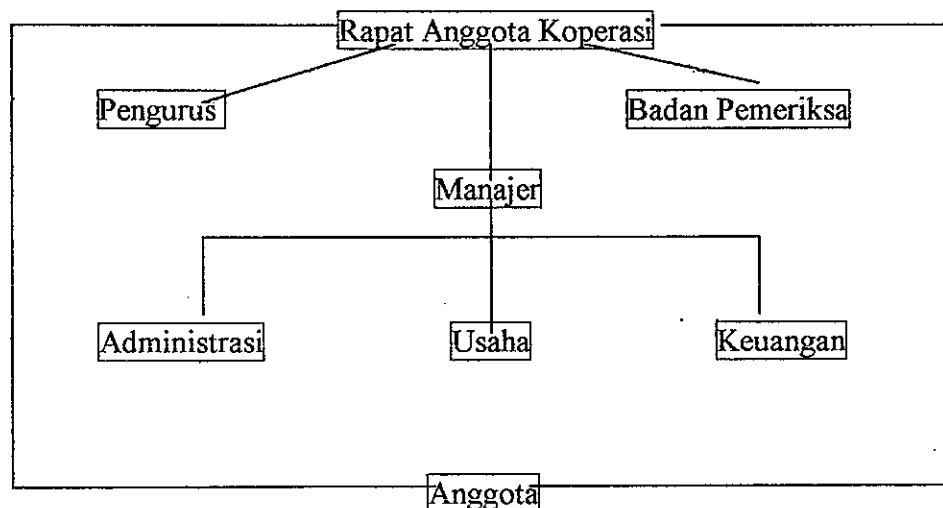 Rapat Anggota Koperasi
Pengurus
Badan Pemeriksa
Manajer
Administrasi
Usaha
Keuangan
Anggota